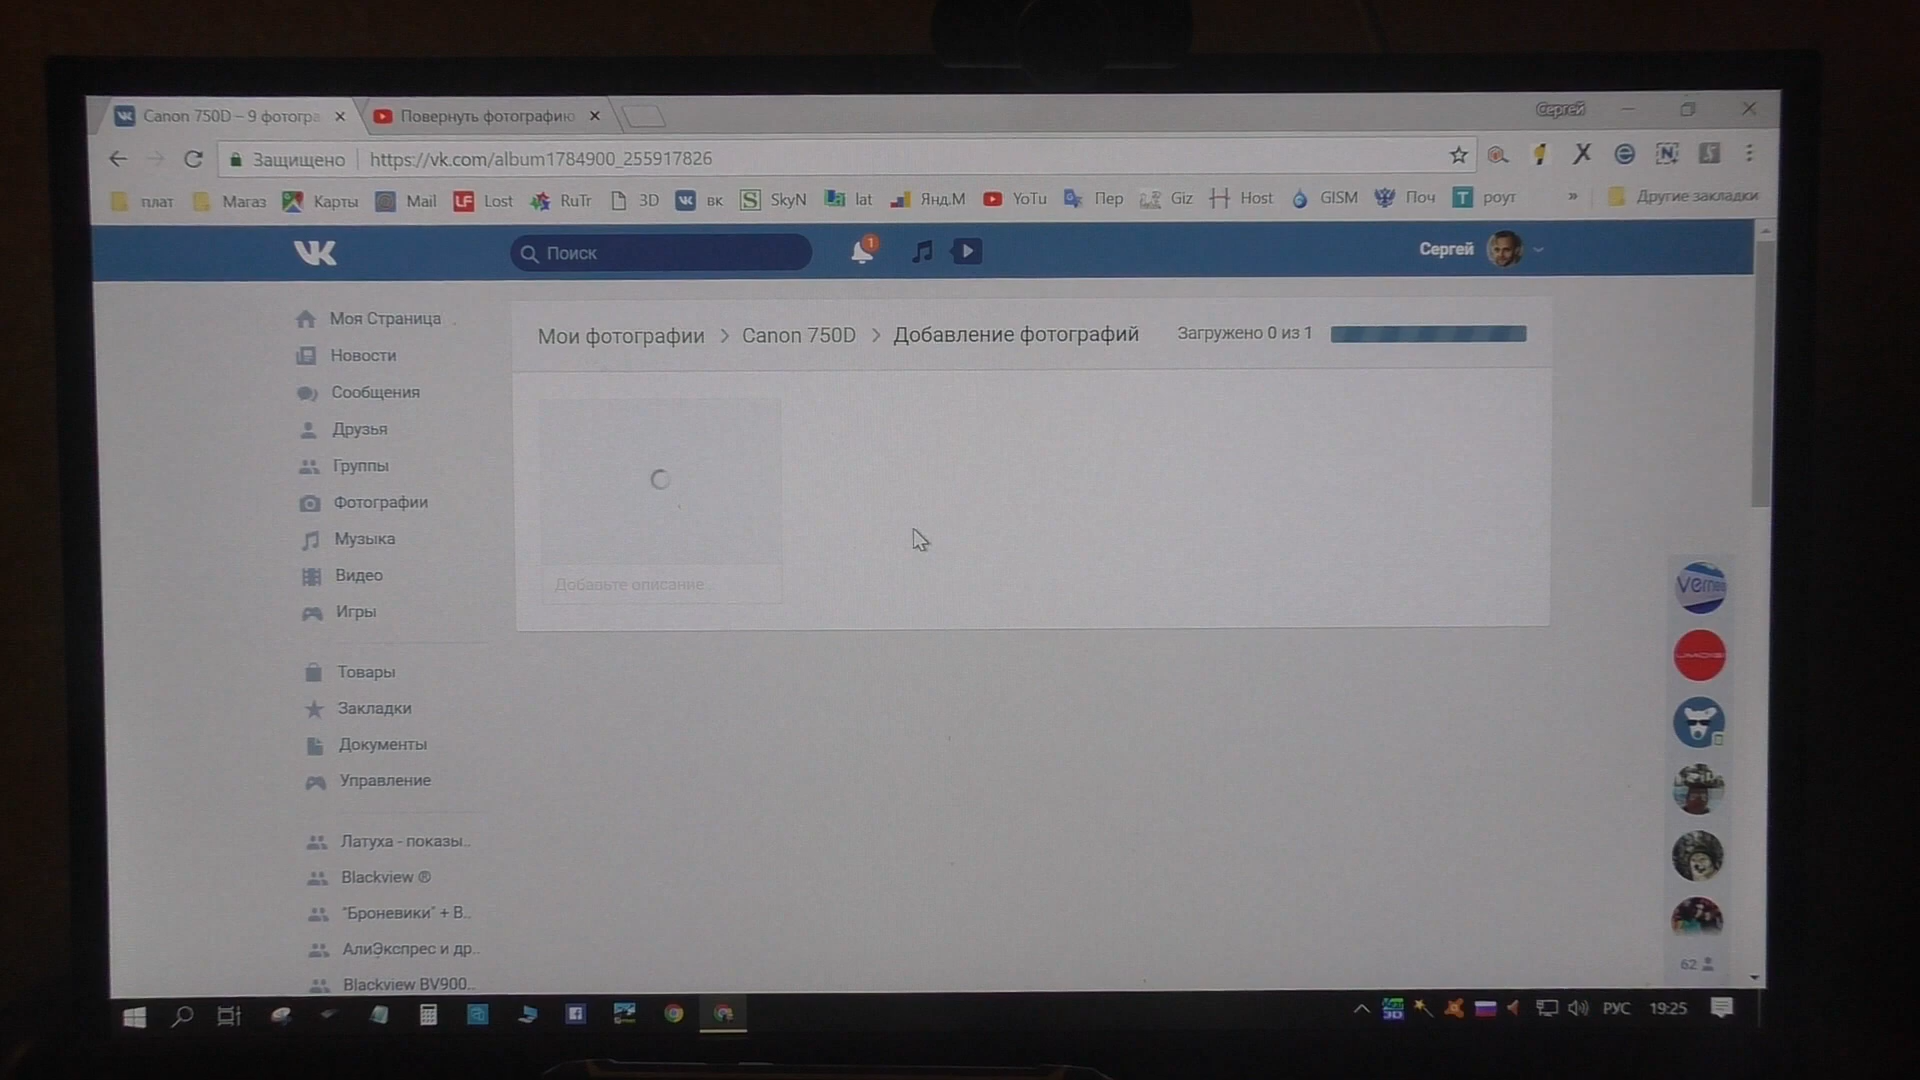 Canon 750D – 9 фотогра
Повернуть фотографию
Сергей
Защищено
https://vk.com/album1784900_255917826
плат Магаз Карты Mail LF Lost RuTr 3D вк S SkyN lat Янд.М YoTu Пер Giz Host GISM Поч T роут » Другие закладки
Поиск
1
Сергей
Мои фотографии > Canon 750D > Добавление фотографий
Загружено 0 из 1
Добавьте описание
Моя Страница
Новости
Сообщения
Друзья
Группы
Фотографии
Музыка
Видео
Игры
Товары
Закладки
Документы
Управление
Латуха - показы..
Blackview ®
"Броневики" + В..
АлиЭкспрес и др..
Blackview BV900..
62
РУС 19:25